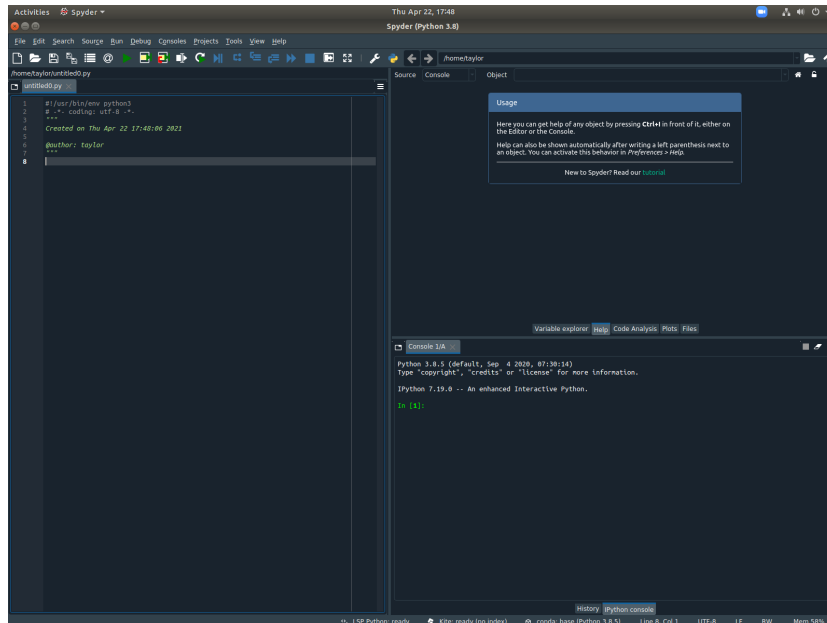 Activities Spyder Thu Apr 22, 17:48
Spyder (Python 3.8)
File Edit Search Source Run Debug Consoles Projects Tools View Help
/home/taylor
/home/taylor/untitled0.py
untitled0.py
1 #!/usr/bin/env python3
2 # -*- coding: utf-8 -*-
3 """
4 Created on Thu Apr 22 17:48:06 2021
5
6 @author: taylor
7 """
8
Source Console Object
Usage
Here you can get help of any object by pressing Ctrl+I in front of it, either on
the Editor or the Console.
Help can also be shown automatically after writing a left parenthesis next to
an object. You can activate this behavior in Preferences > Help.
New to Spyder? Read our tutorial
Variable explorer Help Code Analysis Plots Files
Console 1/A
Python 3.8.5 (default, Sep 4 2020, 07:30:14)
Type "copyright", "credits" or "license" for more information.
IPython 7.19.0 -- An enhanced Interactive Python.
In [1]:
History IPython console
LSP Python: ready Kite: ready (no index) conda: base (Python 3.8.5) Line 8, Col 1 UTF-8 LF RW Mem 58%